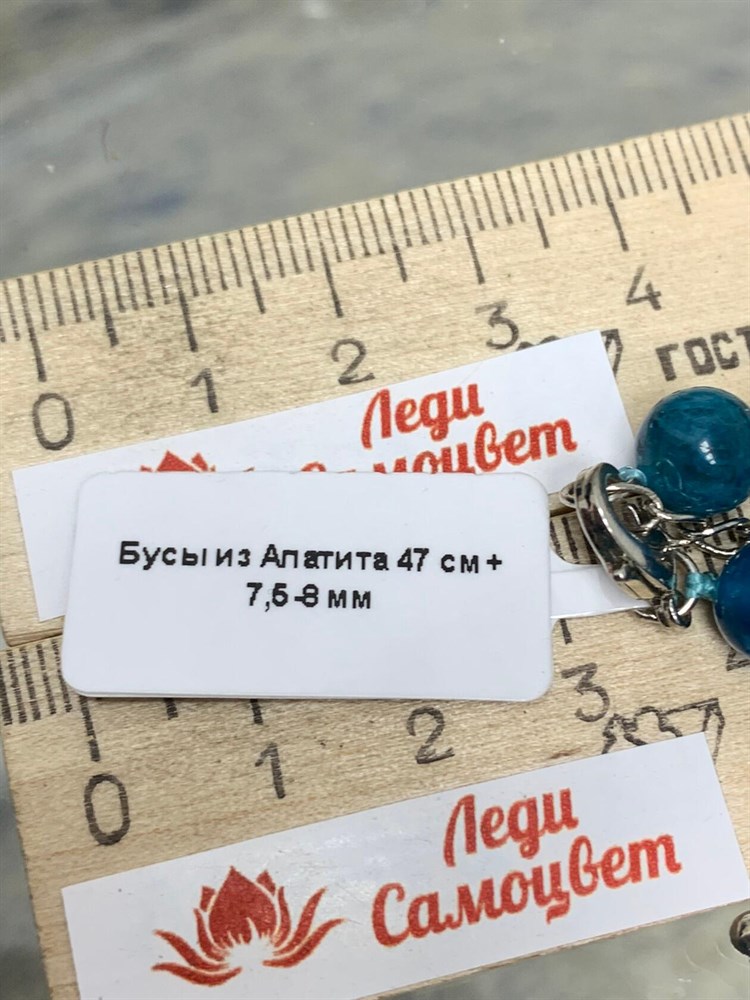 0 1 2 3 4
ГОСТ
Леди
Самоцвет
Бусы из Апатита 47 см+
7,5-8 мм
0 1 2 3
Леди
Самоцвет